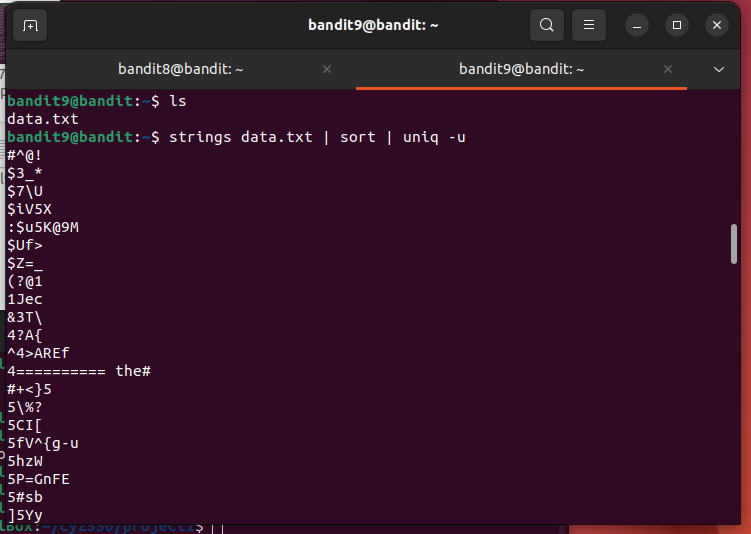 bandit9@bandit: ~
bandit8@bandit: ~
bandit9@bandit: ~
bandit9@bandit:~$ ls
data.txt
bandit9@bandit:~$ strings data.txt | sort | uniq -u
#^@!
$3_*
$7\U
$iV5X
:$u5K@9M
$Uf>
$Z=_
(?@1
1Jec
&3T\
4?A{
^4>AREf
4========== the#
#+<}5
5\%?
5CI[
5fV^{g-u
5hzW
5P=GnFE
5#sb
]5Yy